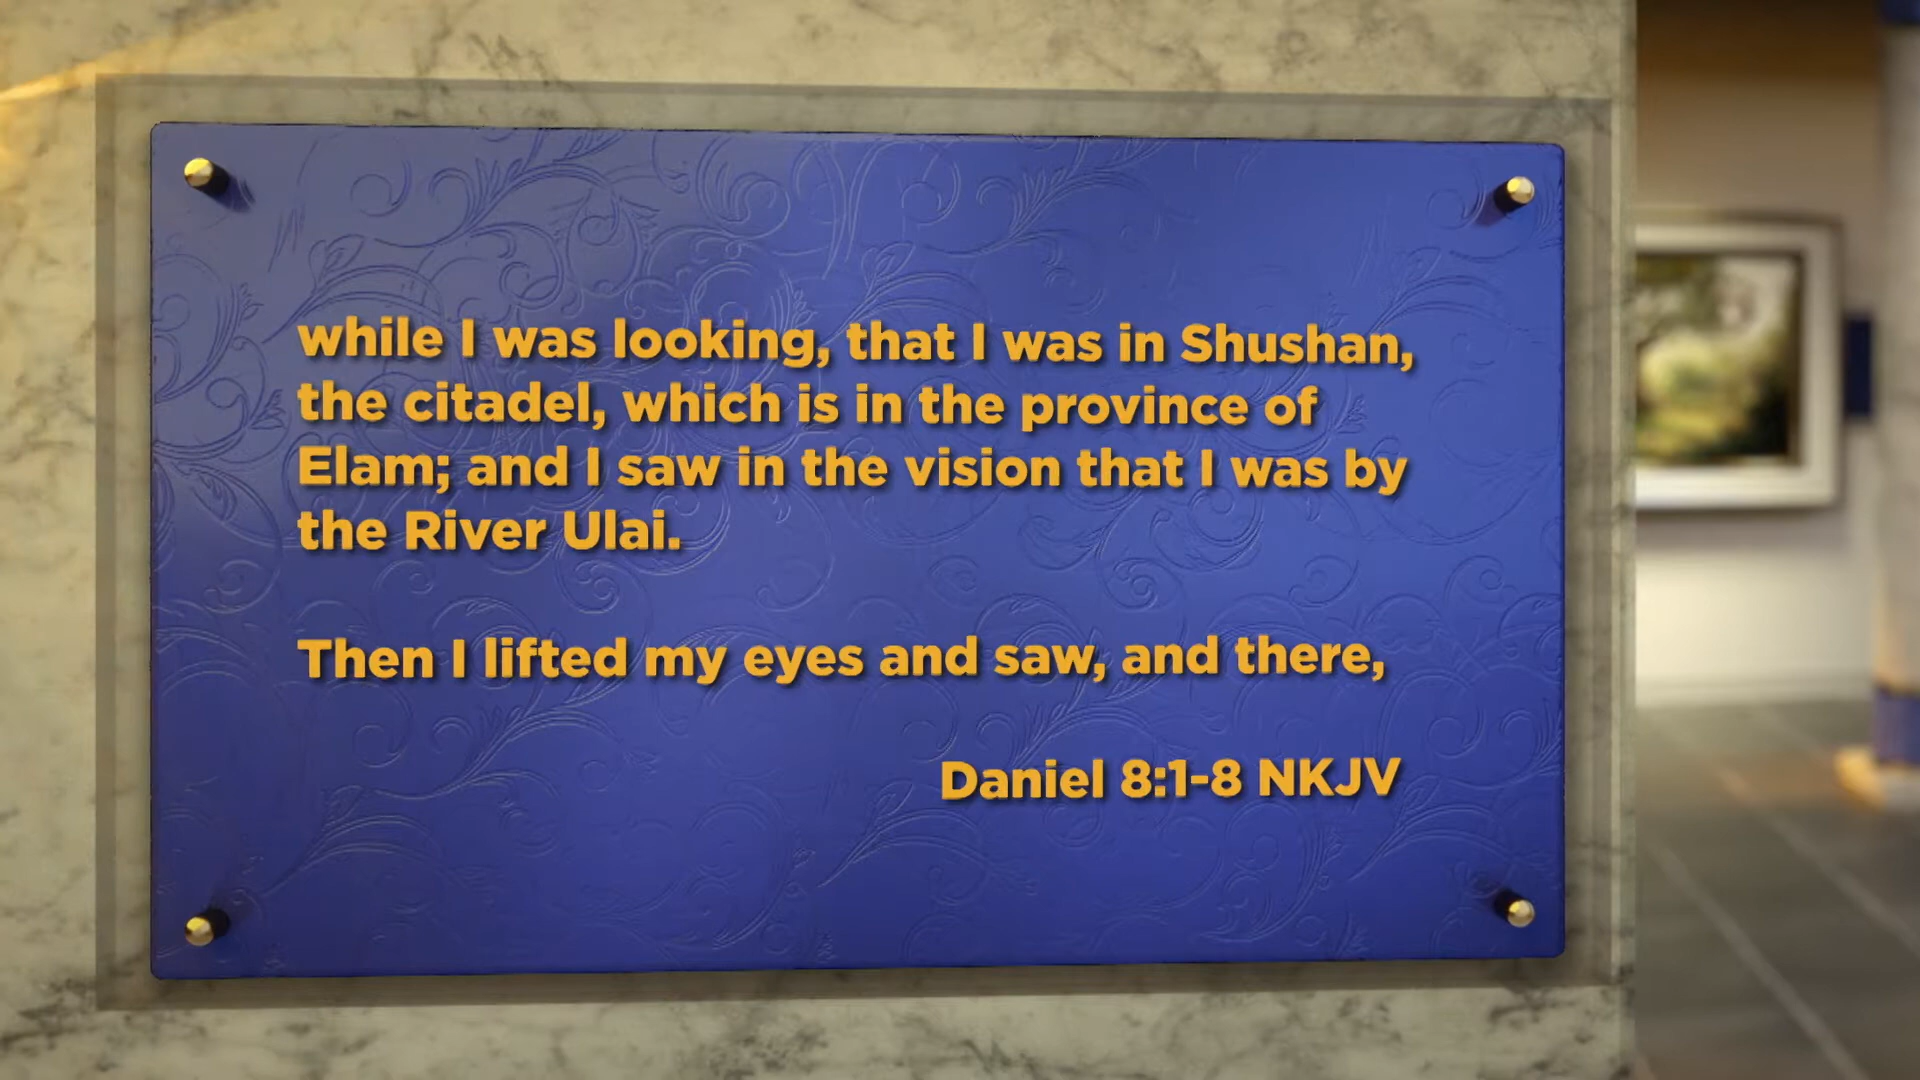 while I was looking, that I was in Shushan,
the citadel, which is in the province of
Elam; and I saw in the vision that I was by
the River Ulai.
Then I lifted my eyes and saw, and there,
Daniel 8:1-8 NKJV